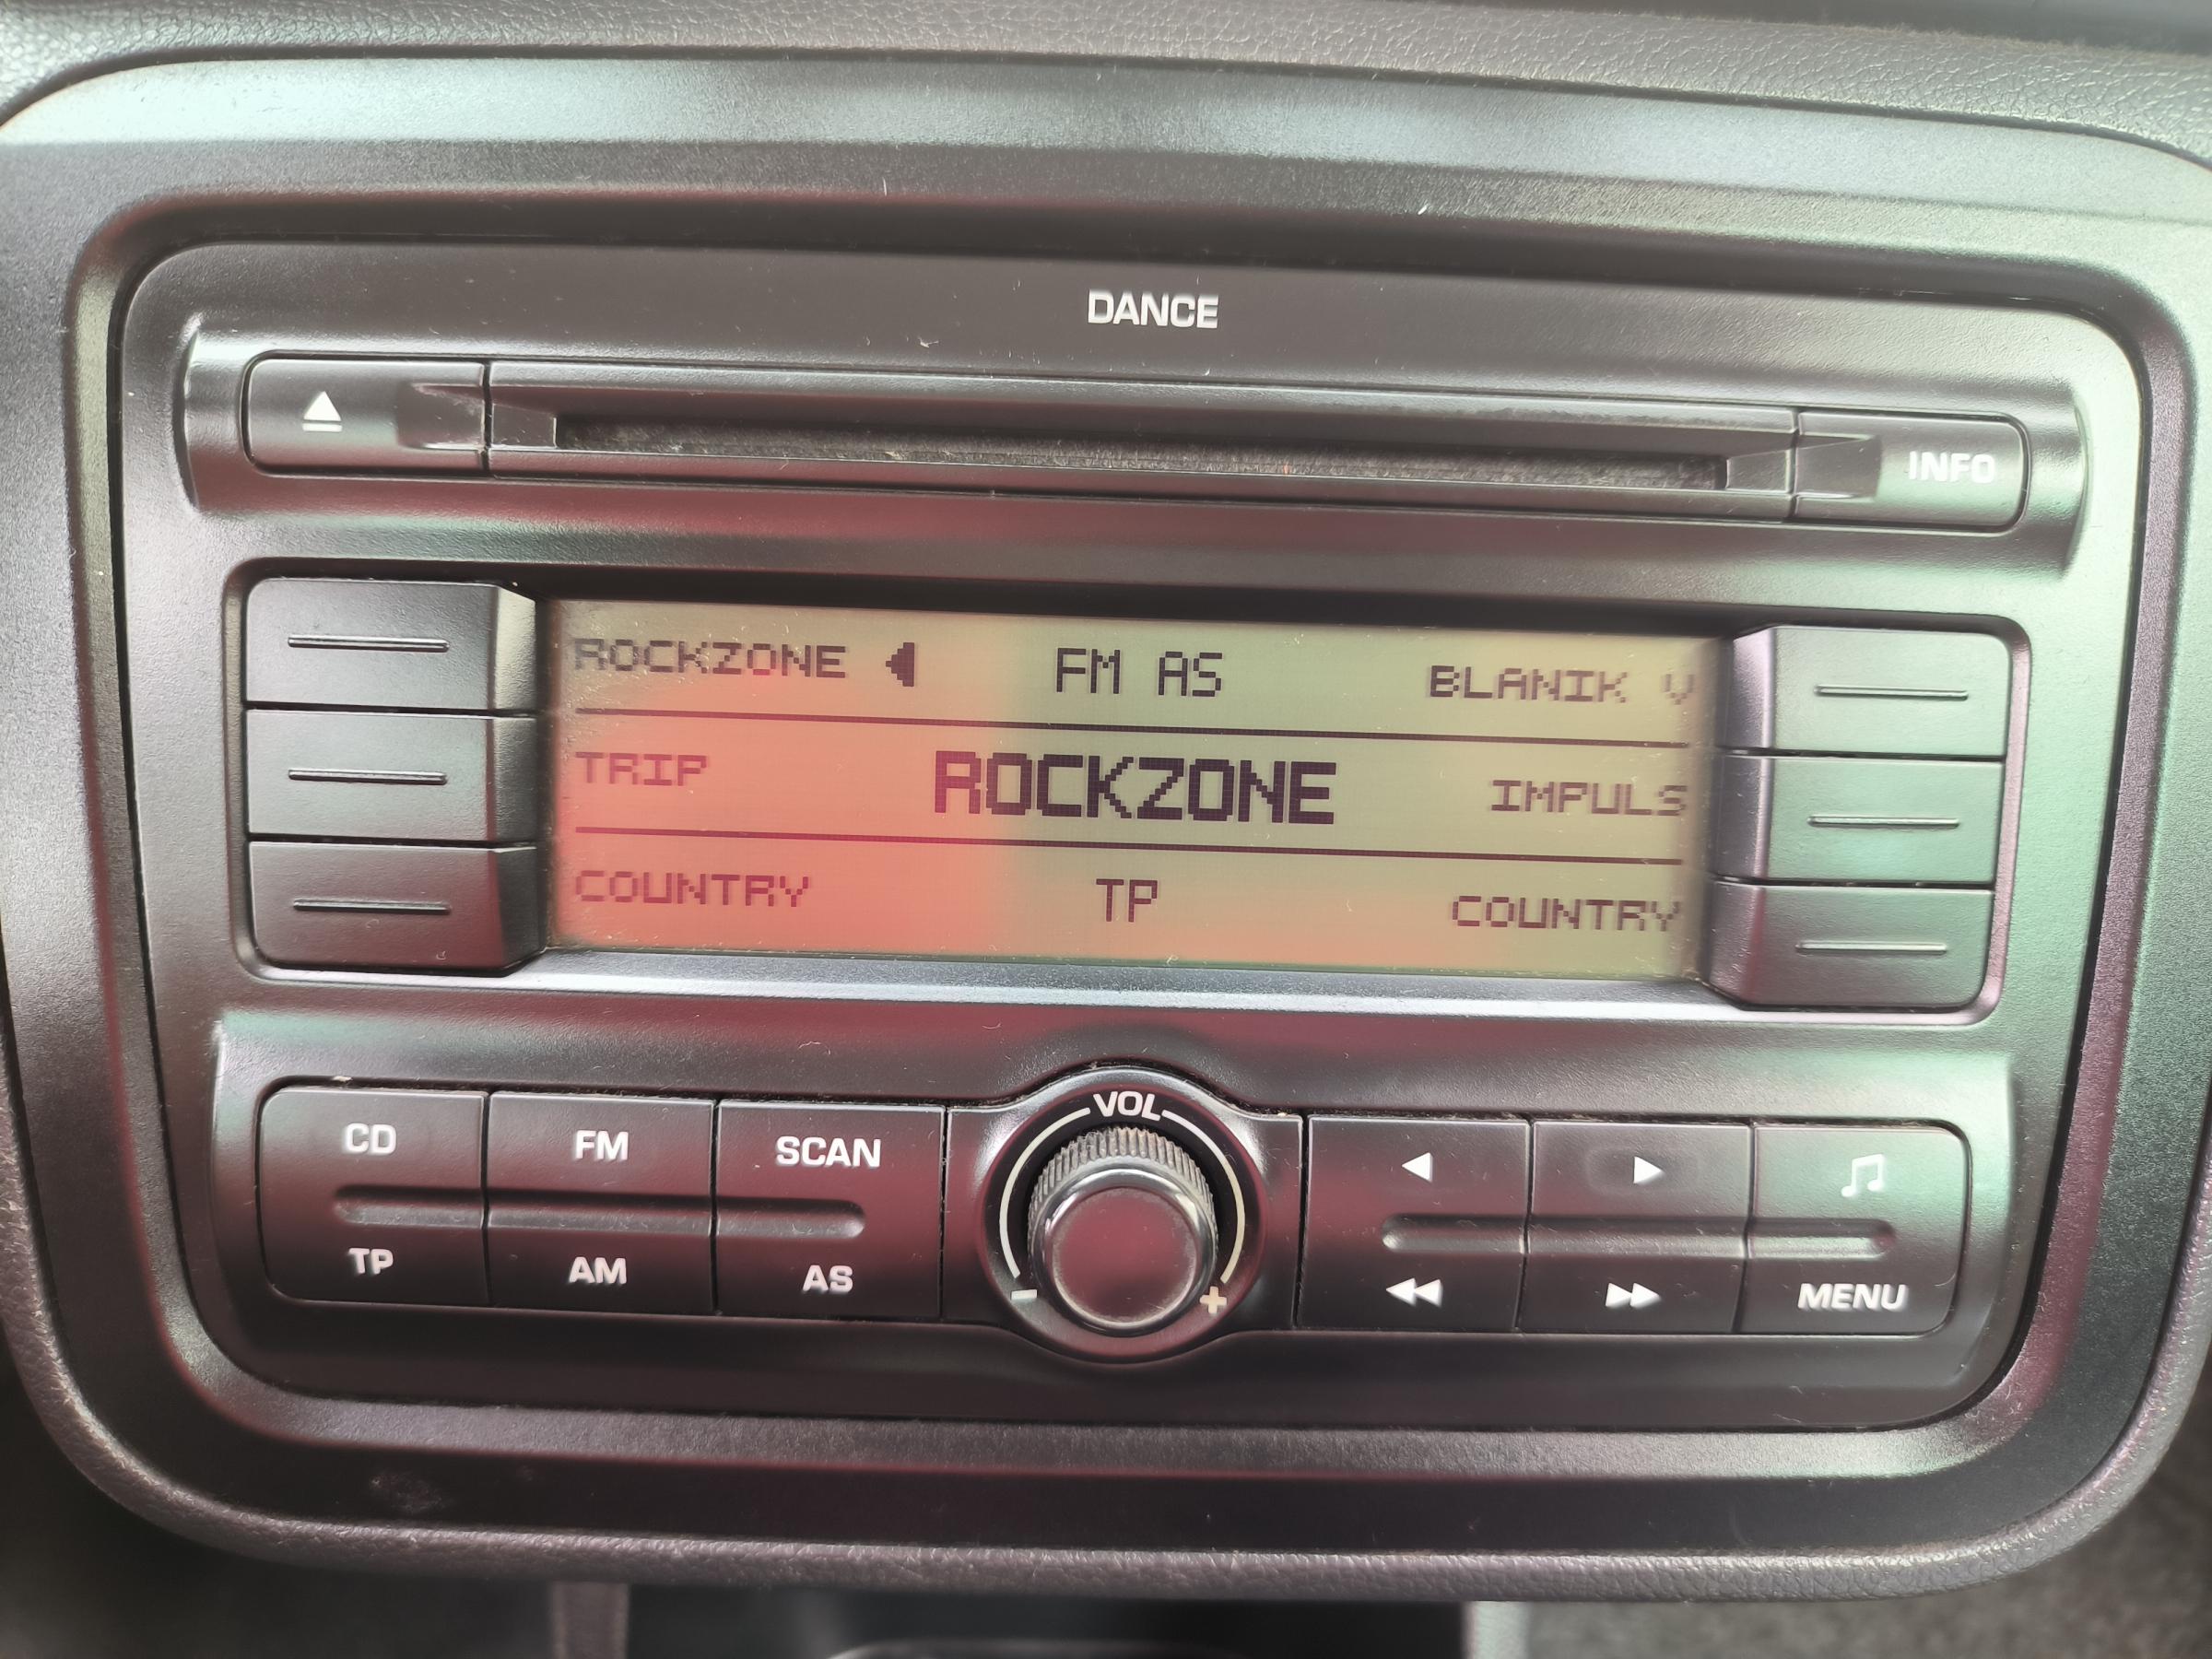 DANCE
INFO
ROCKZONE FM AS BLANIK V
TRIP ROCKZONE IMPULS
COUNTRY TP COUNTRY
VOL
CD FM SCAN
TP AM AS - + MENU